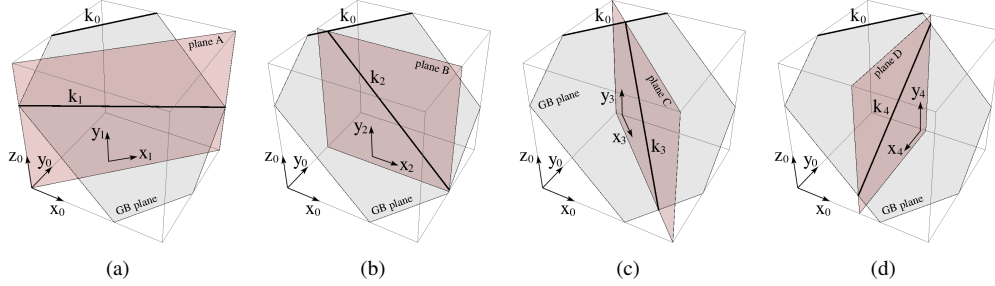 k₀
plane A
k₁
y₁
x₁
z₀
y₀
x₀
GB plane
(a)
k₀
plane B
k₂
y₂
x₂
z₀
y₀
x₀
GB plane
(b)
k₀
GB plane
plane C
y₃
x₃
k₃
z₀
y₀
x₀
(c)
k₀
plane D
k₄
y₄
x₄
z₀
y₀
x₀
GB plane
(d)